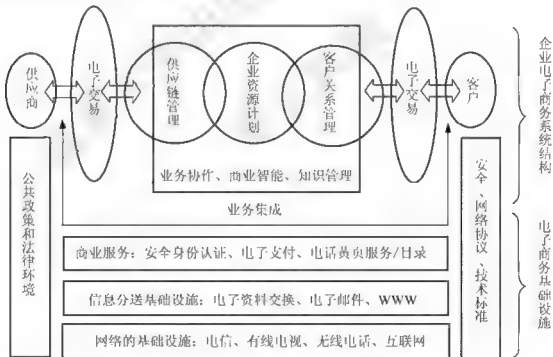 供应商
电子交易
供应链管理
企业资源计划
客户关系管理
电子交易
客户
企业电子商务系统结构
业务协作、商业智能、知识管理
业务集成
公共政策和法律环境
商业服务：安全身份认证、电子支付、电话黄页服务/目录
信息分送基础设施：电子资料交换、电子邮件、WWW
网络的基础设施：电信、有线电视、无线电话、互联网
安全、网络协议、技术标准
电子商务基础设施